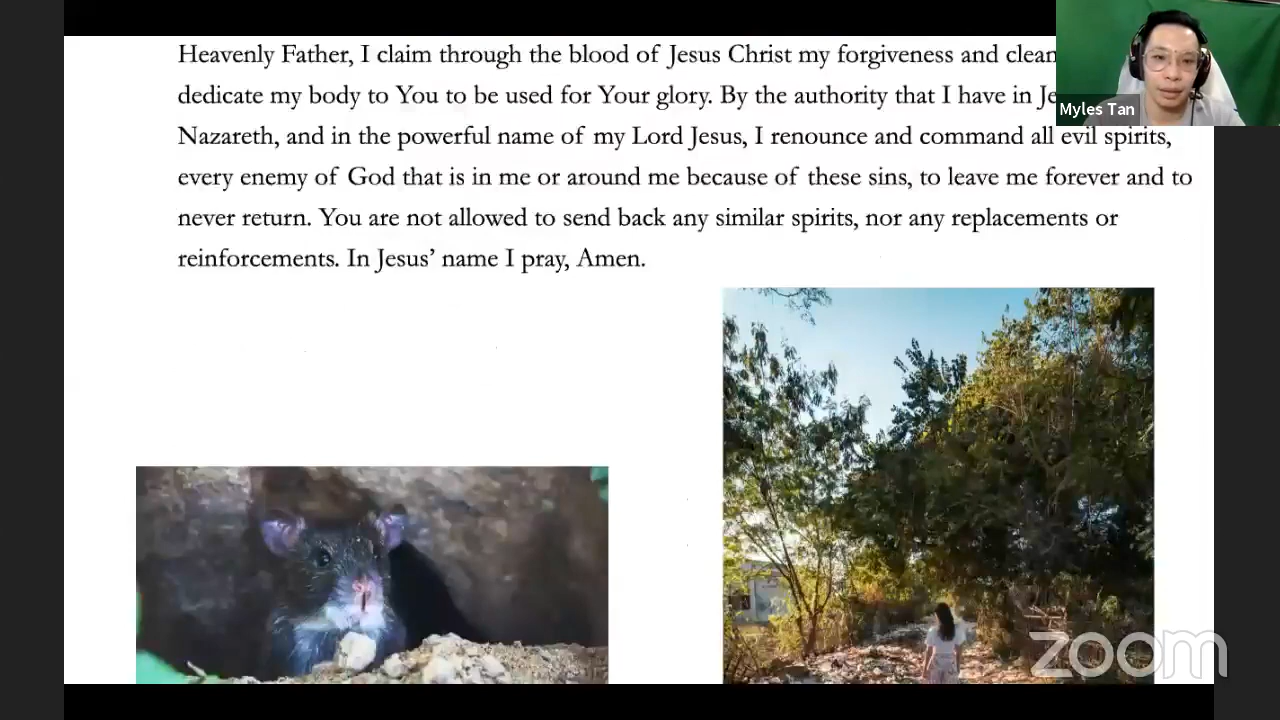 Heavenly Father, I claim through the blood of Jesus Christ my forgiveness and
dedicate my body to You to be used for Your glory. By the authority that I have in
Nazareth, and in the powerful name of my Lord Jesus, I renounce and command all evil spirits,
every enemy of God that is in me or around me because of these sins, to leave me forever and to
never return. You are not allowed to send back any similar spirits, nor any replacements or
reinforcements. In Jesus’ name I pray, Amen.
Myles Tan
zoom